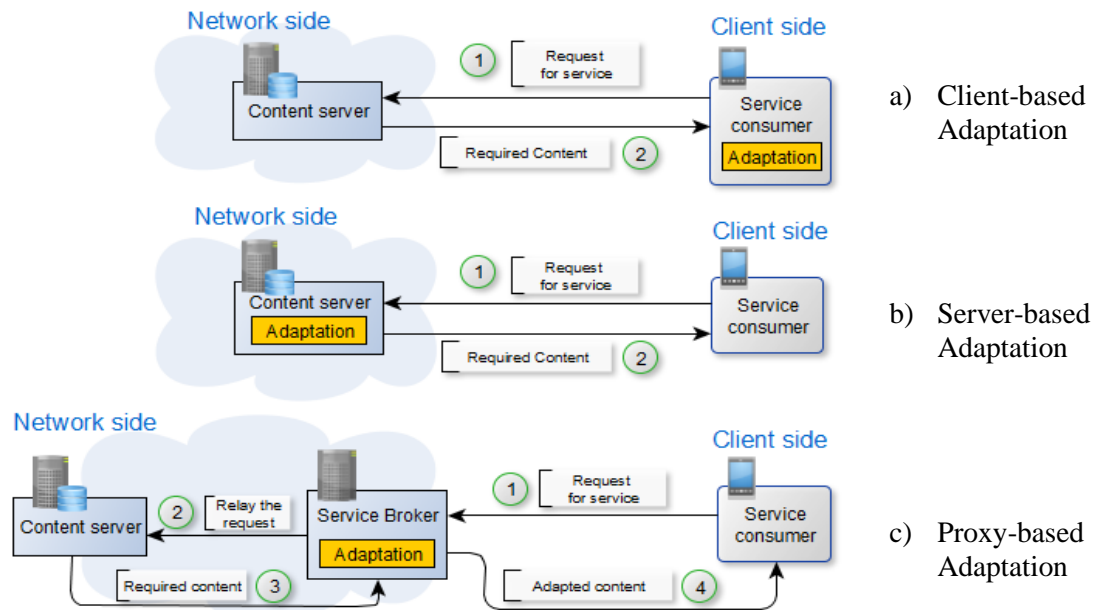 Network side
Client side
1
Request
for service
Content server
Service
consumer
Adaptation
Required Content
2
a) Client-based
Adaptation
Network side
Client side
1
Request
for service
Content server
Adaptation
Service
consumer
Required Content
2
b) Server-based
Adaptation
Network side
Client side
1
Request
for service
2
Relay the
request
Content server
Service Broker
Adaptation
Service
consumer
Required content
3
Adapted content
4
c) Proxy-based
Adaptation